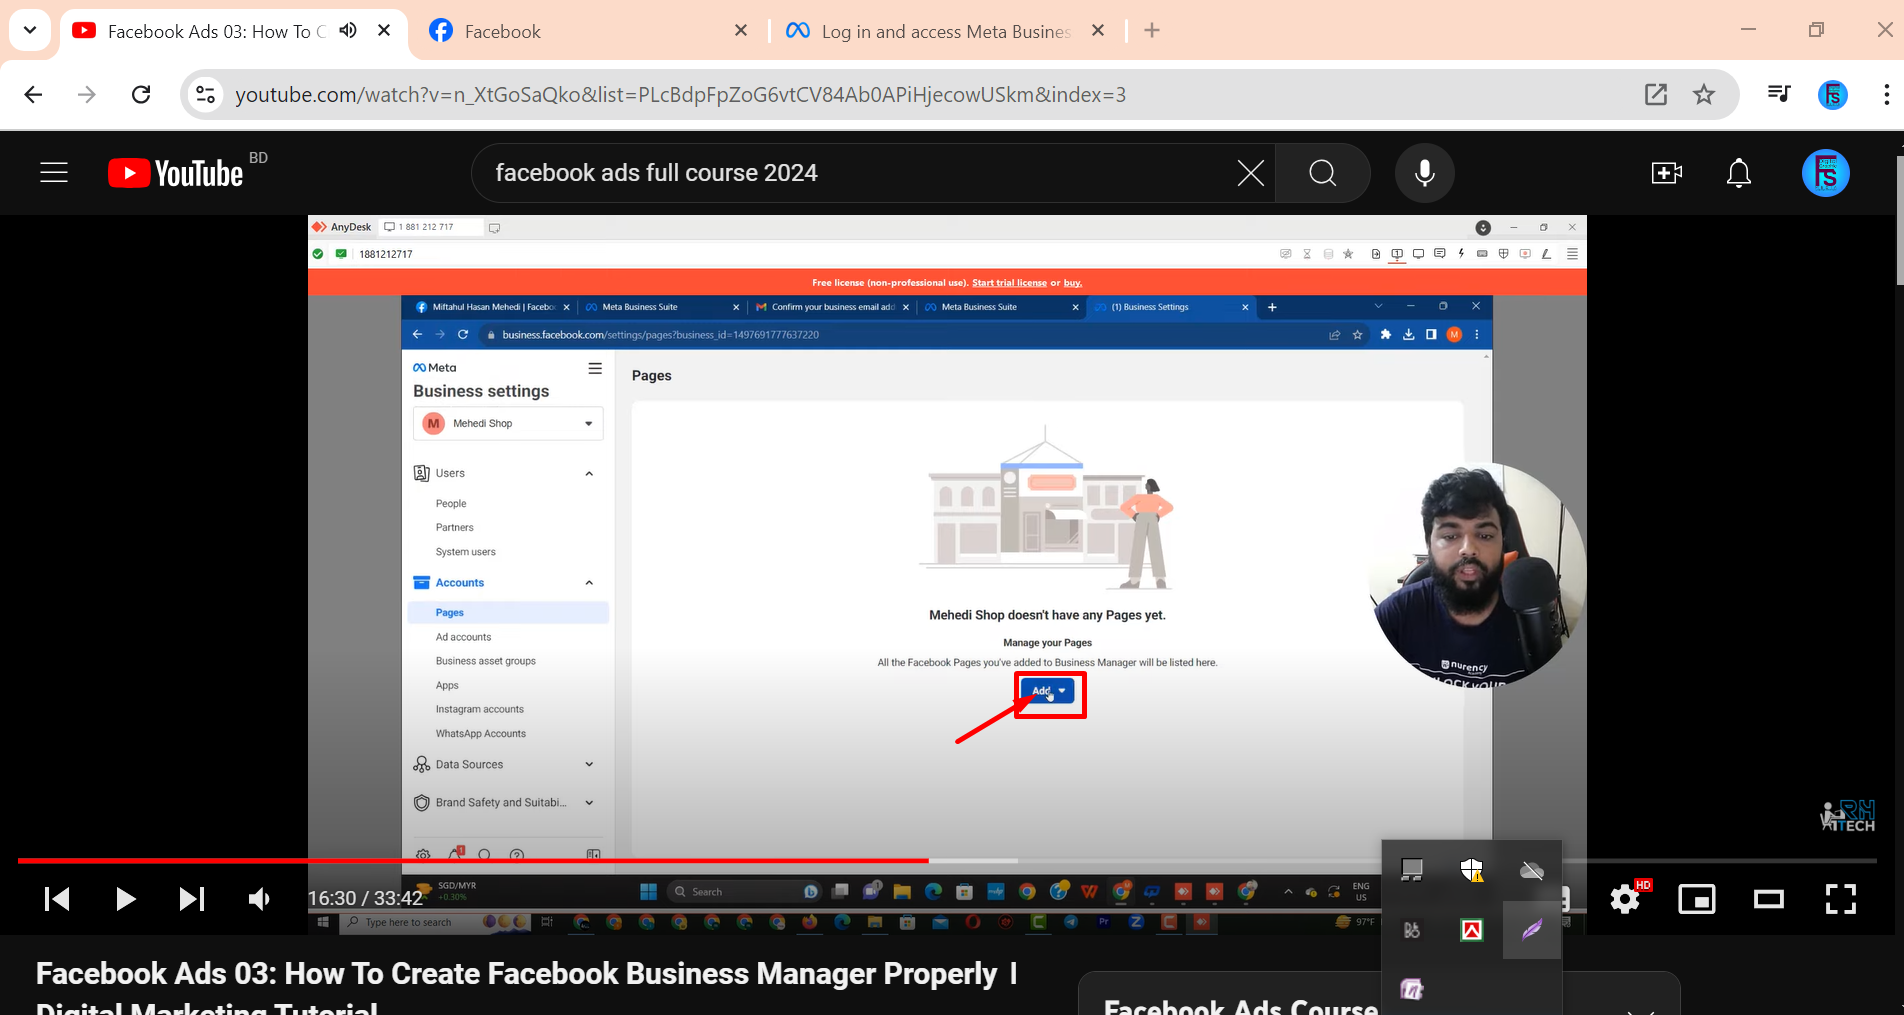 Facebook Ads 03: How To C
Facebook
Log in and access Meta Busines
youtube.com/watch?v=n_XtGoSaQko&list=PLcBdpFpZoG6vtCV84Ab0APiHjecowUSkm&index=3
YouTube BD
facebook ads full course 2024
AnyDesk
1 881 212 717
1881212717
Free license (non-professional use). Start trial license or buy.
Miftahul Hasan Mehedi | Facebo
Meta Business Suite
Confirm your business email add
Meta Business Suite
(1) Business Settings
business.facebook.com/settings/pages?business_id=1497691777637220
M
Meta
Business settings
M Mehedi Shop
Users
People
Partners
System users
Accounts
Pages
Ad accounts
Business asset groups
Apps
Instagram accounts
WhatsApp Accounts
Data Sources
Brand Safety and Suitabi...
Pages
Mehedi Shop doesn't have any Pages yet.
Manage your Pages
All the Facebook Pages you've added to Business Manager will be listed here.
Add
nurency
RH
TECH
SGD/MYR
+0.30%
Search
ENG
US
16:30 / 33:42
HD
Type here to search
97°F
Facebook Ads 03: How To Create Facebook Business Manager Properly ।
Digital Marketing Tutorial
Facebook Ads Course